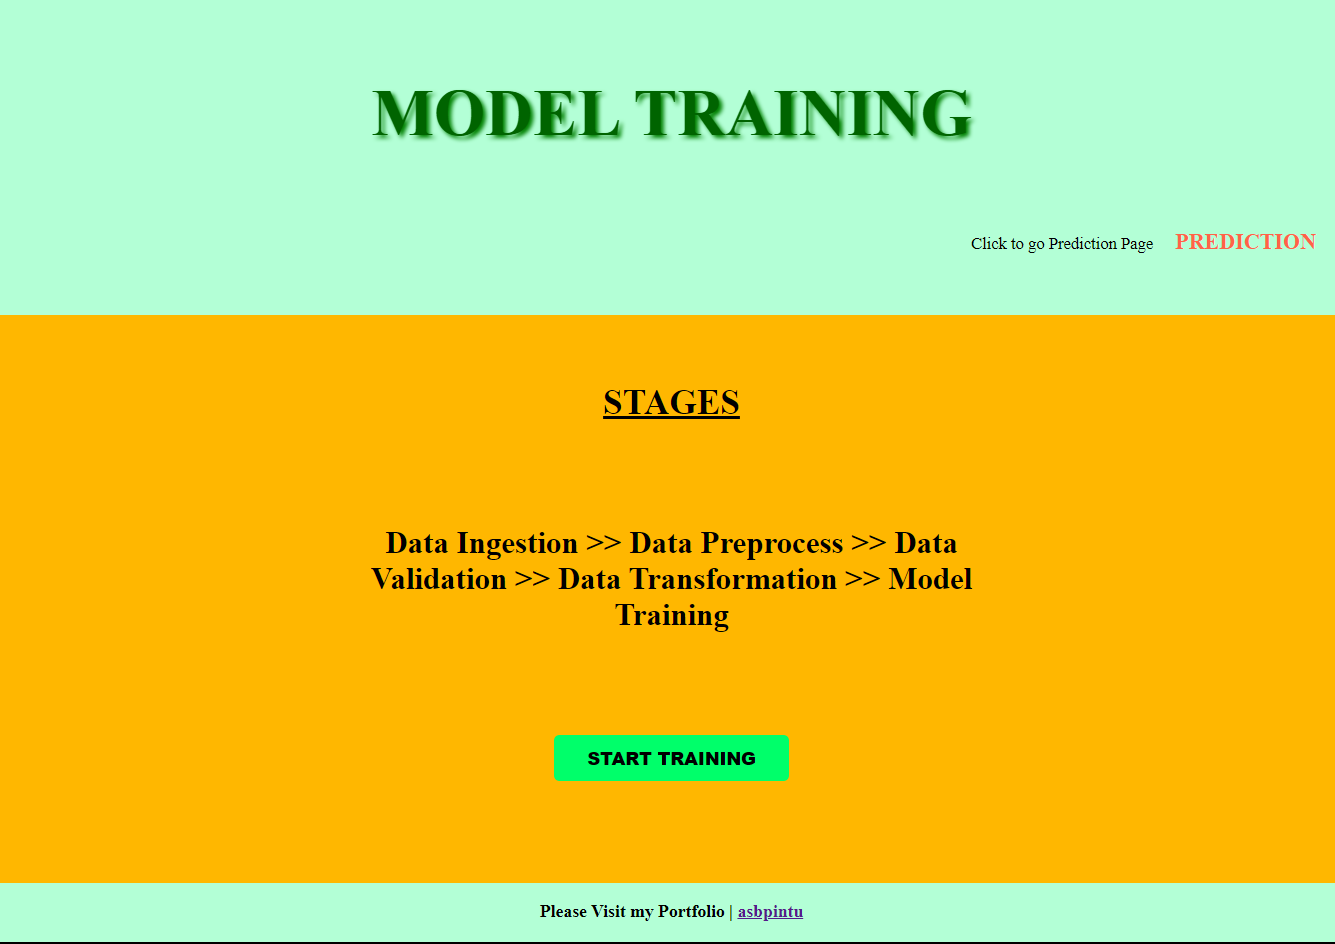 MODEL TRAINING
Click to go Prediction Page PREDICTION
STAGES
Data Ingestion >> Data Preprocess >> Data
Validation >> Data Transformation >> Model
Training
START TRAINING
Please Visit my Portfolio | asbpintu